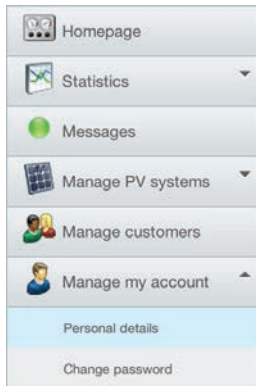 Homepage
Statistics
Messages
Manage PV systems
Manage customers
Manage my account
Personal details
Change password